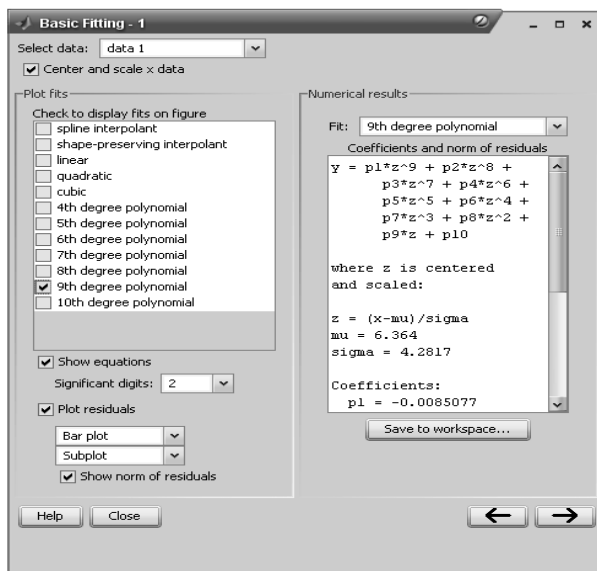 Basic Fitting - 1
Select data: data 1
Center and scale x data
Plot fits
Check to display fits on figure
spline interpolant
shape-preserving interpolant
linear
quadratic
cubic
4th degree polynomial
5th degree polynomial
6th degree polynomial
7th degree polynomial
8th degree polynomial
9th degree polynomial
10th degree polynomial
Show equations
Significant digits: 2
Plot residuals
Bar plot
Subplot
Show norm of residuals
Numerical results
Fit: 9th degree polynomial
Coefficients and norm of residuals
y = p1*z^9 + p2*z^8 +
p3*z^7 + p4*z^6 +
p5*z^5 + p6*z^4 +
p7*z^3 + p8*z^2 +
p9*z + p10
where z is centered
and scaled:
z = (x-mu)/sigma
mu = 6.364
sigma = 4.2817
Coefficients:
p1 = -0.0085077
Save to workspace...
Help Close